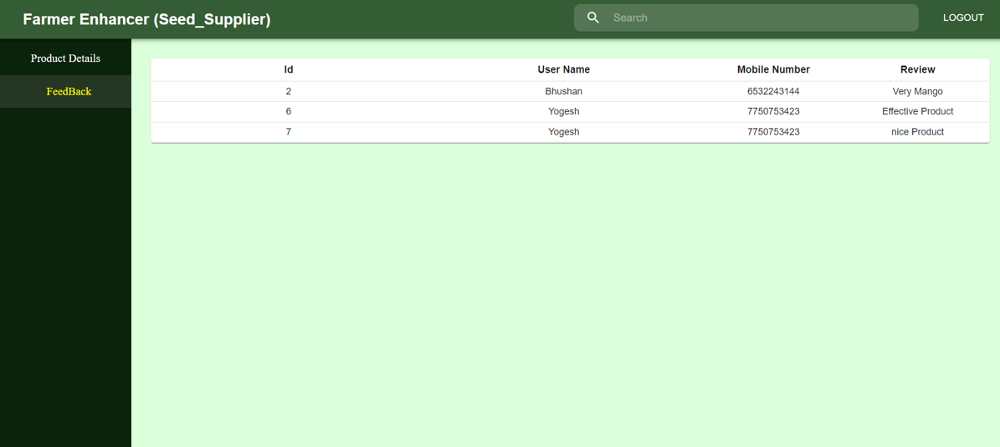 Farmer Enhancer (Seed_Supplier) Search LOGOUT
Product Details
FeedBack
Id User Name Mobile Number Review
2 Bhushan 6532243144 Very Mango
6 Yogesh 7750753423 Effective Product
7 Yogesh 7750753423 nice Product